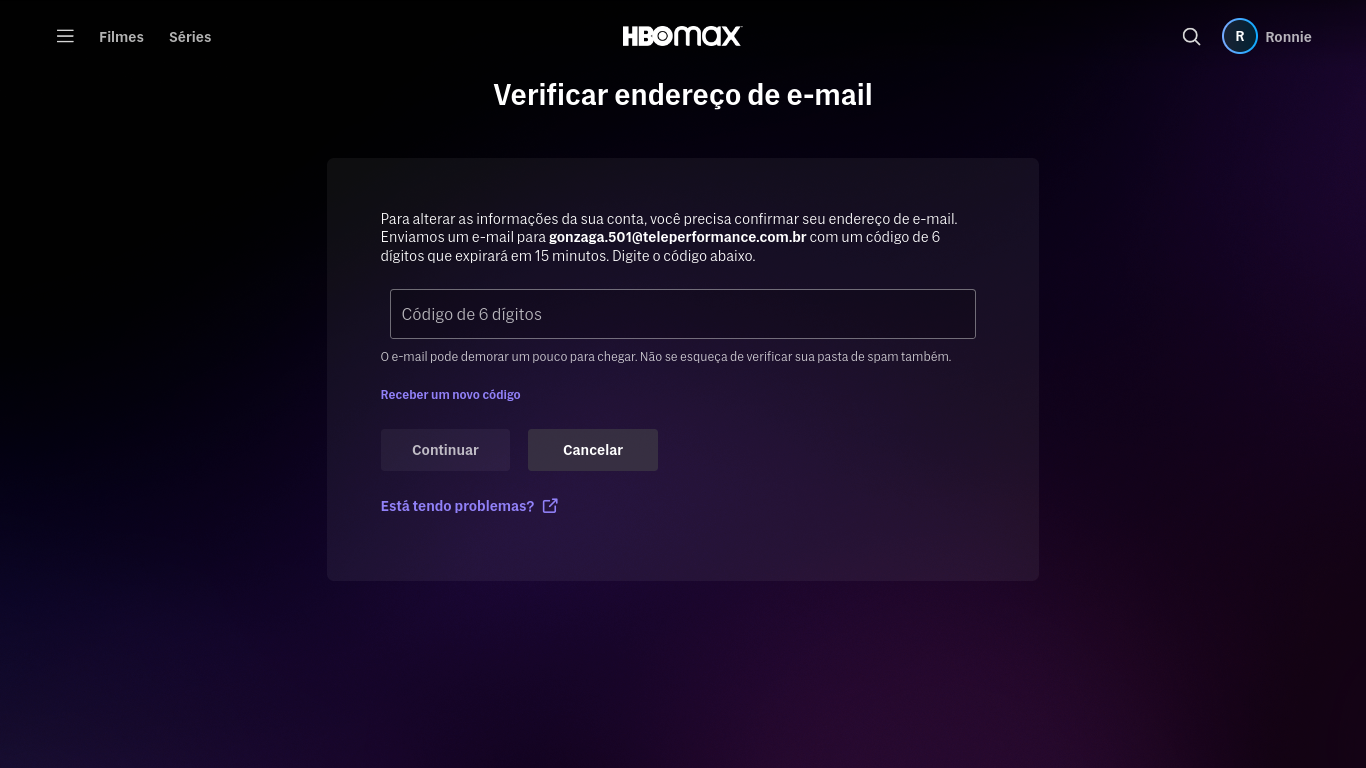 Filmes
Séries
HBOMAX
R
Ronnie
Verificar endereço de e-mail
Para alterar as informações da sua conta, você precisa confirmar seu endereço de e-mail.
Enviamos um e-mail para gonzaga.501@teleperformance.com.br com um código de 6
dígitos que expirará em 15 minutos. Digite o código abaixo.
Código de 6 dígitos
O e-mail pode demorar um pouco para chegar. Não se esqueça de verificar sua pasta de spam também.
Receber um novo código
Continuar
Cancelar
Está tendo problemas?